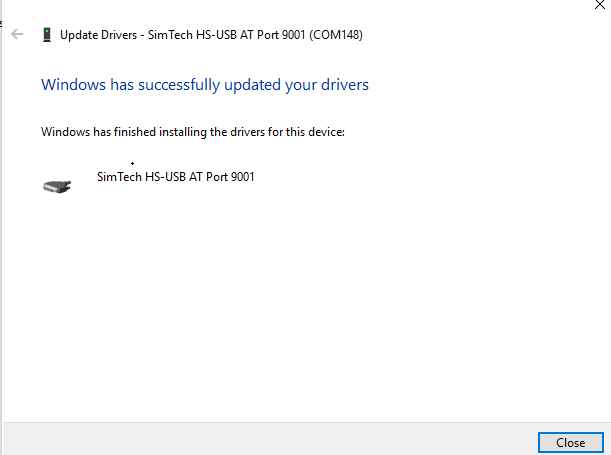 Update Drivers - SimTech HS-USB AT Port 9001 (COM148)
Windows has successfully updated your drivers
Windows has finished installing the drivers for this device:
SimTech HS-USB AT Port 9001
Close